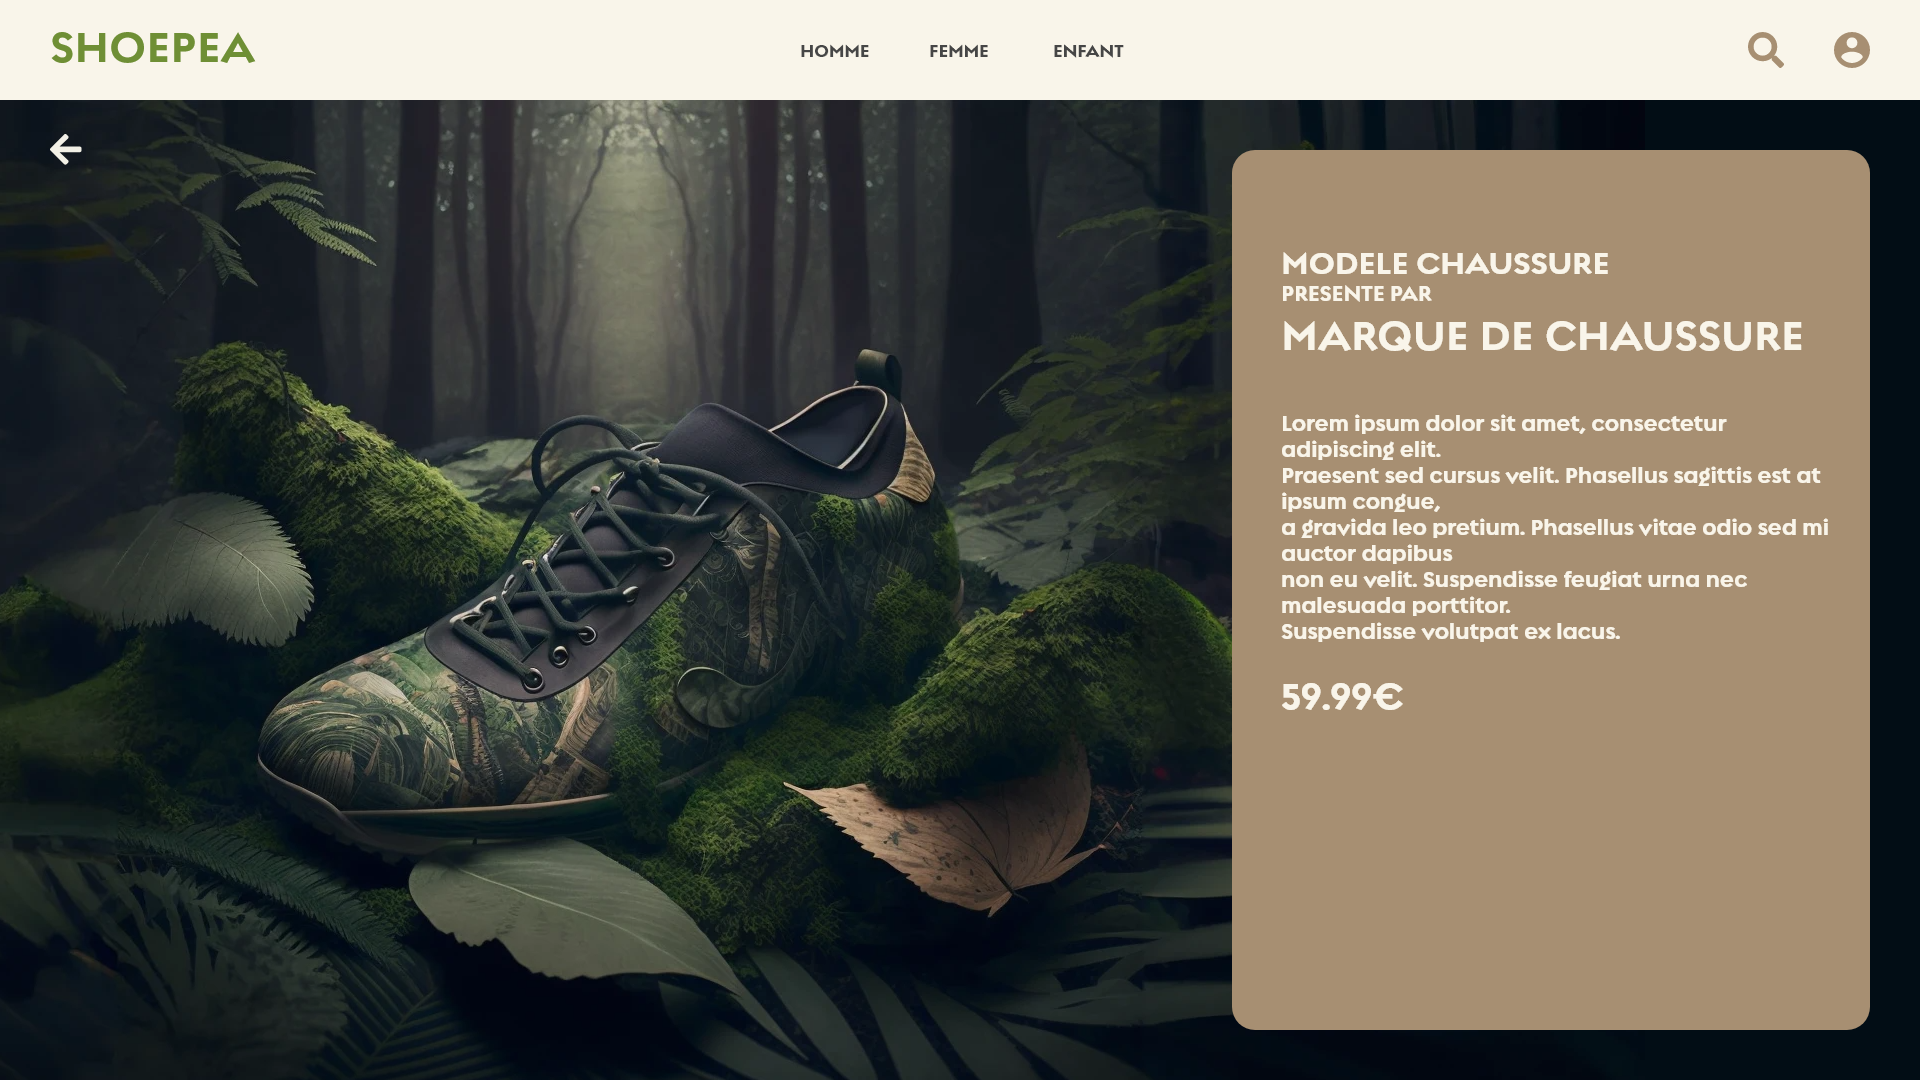 SHOEPEA
HOMME
FEMME
ENFANT
MODELE CHAUSSURE
PRESENTE PAR
MARQUE DE CHAUSSURE
Lorem ipsum dolor sit amet, consectetur
adipiscing elit.
Praesent sed cursus velit. Phasellus sagittis est at
ipsum congue,
a gravida leo pretium. Phasellus vitae odio sed mi
auctor dapibus
non eu velit. Suspendisse feugiat urna nec
malesuada porttitor.
Suspendisse volutpat ex lacus.
59.99€